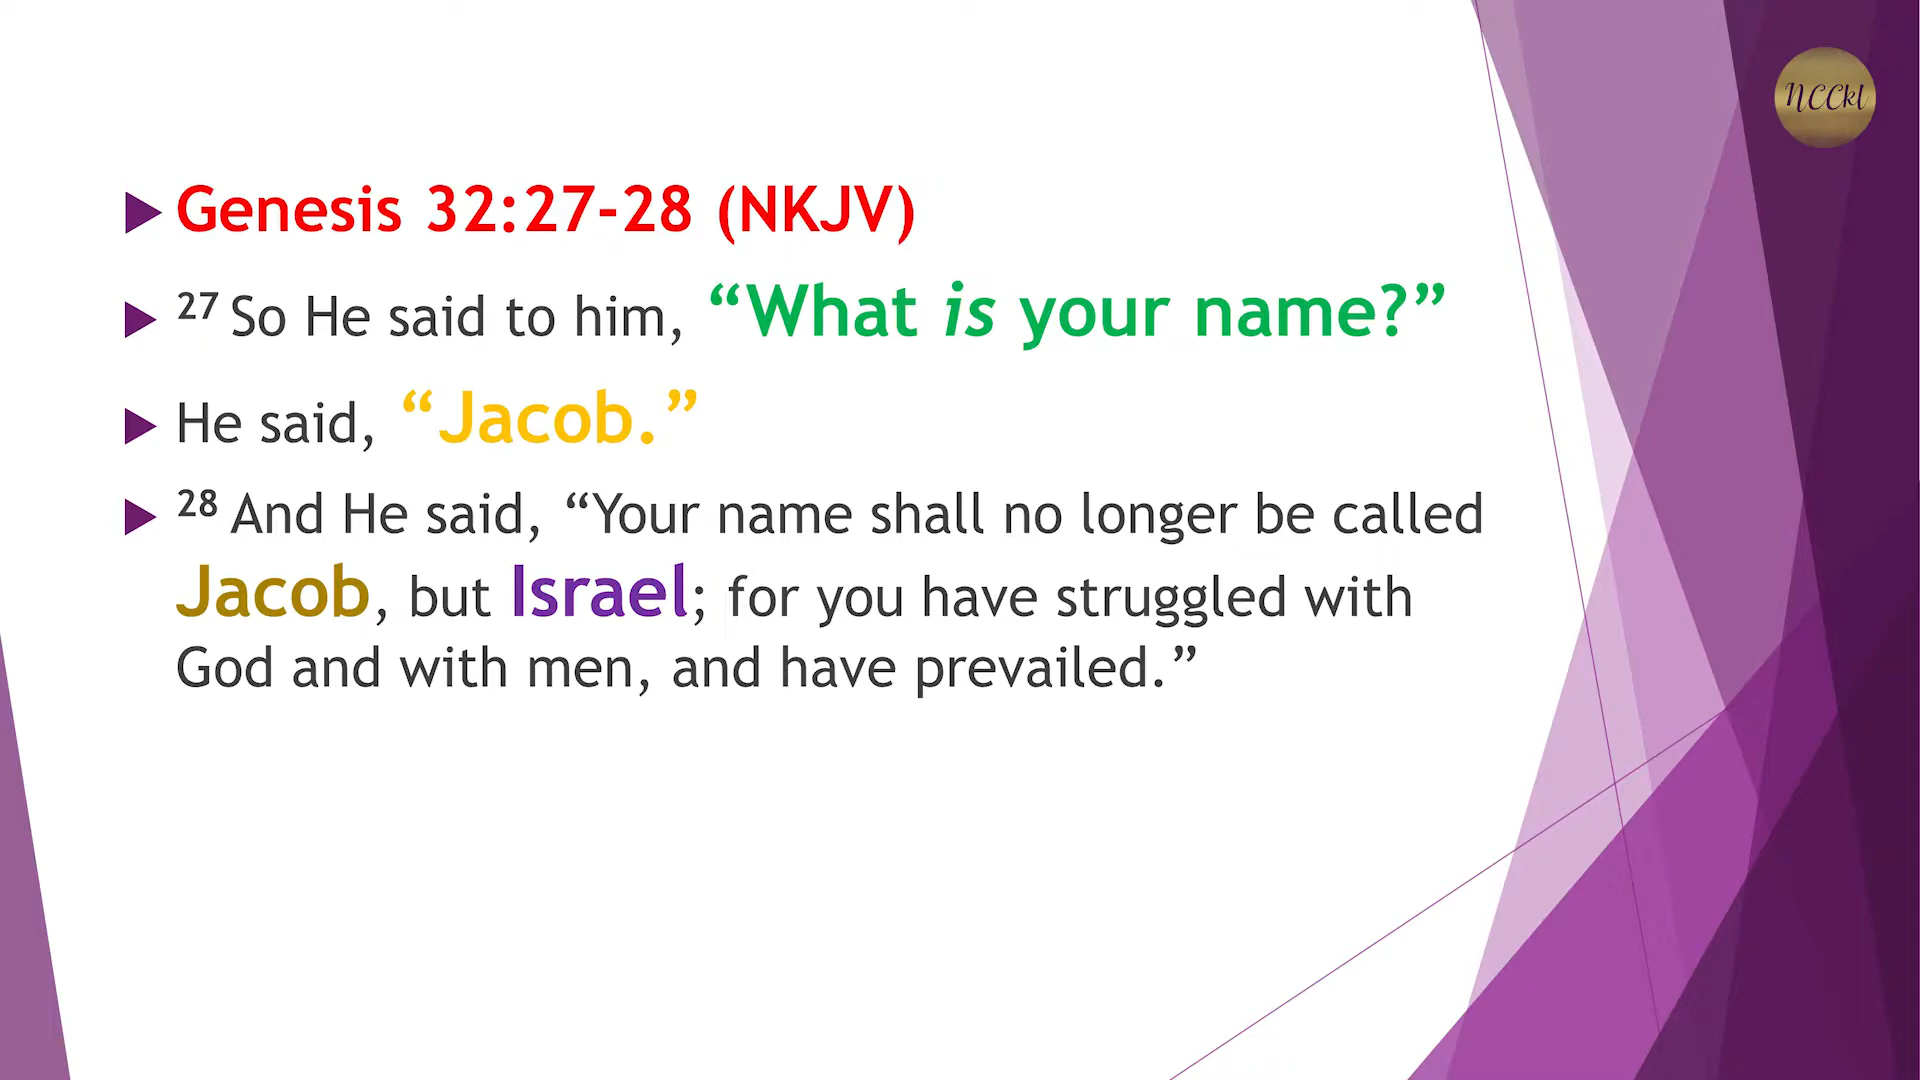 NCCkl
Genesis 32:27-28 (NKJV)
27 So He said to him, “What is your name?”
He said, “Jacob.”
28 And He said, “Your name shall no longer be called
Jacob, but Israel; for you have struggled with
God and with men, and have prevailed.”